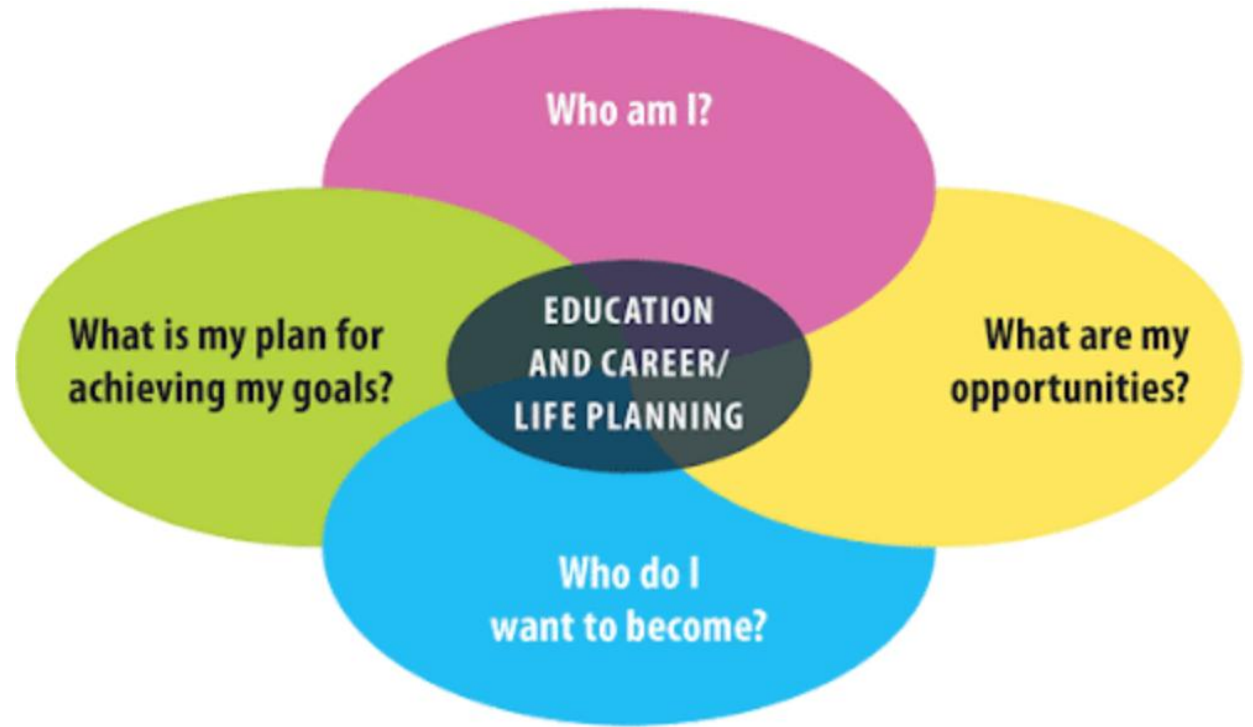 Who am I?
What is my plan for
achieving my goals?
EDUCATION
AND CAREER/
LIFE PLANNING
What are my
opportunities?
Who do I
want to become?